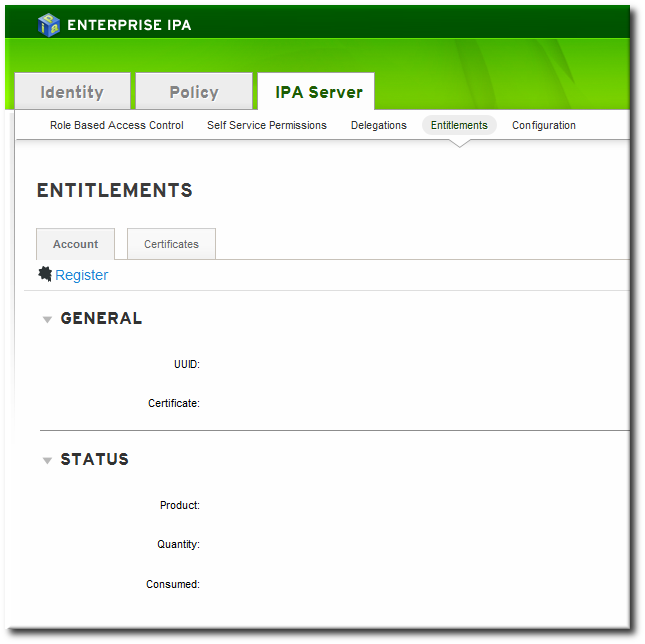 ENTERPRISE IPA
Identity Policy IPA Server
Role Based Access Control Self Service Permissions Delegations Entitlements Configuration
ENTITLEMENTS
Account Certificates
Register
GENERAL
UUID:
Certificate:
STATUS
Product:
Quantity:
Consumed: